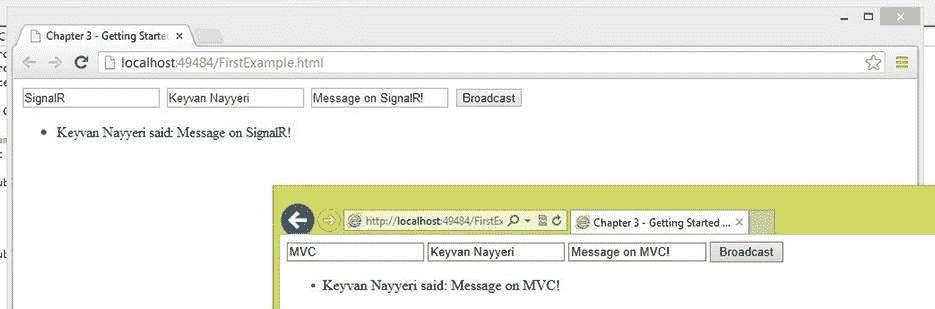 Chapter 3 - Getting Starte
localhost:49484/FirstExample.html
SignalR Keyvan Nayyeri Message on SignalR! Broadcast
Keyvan Nayyeri said: Message on SignalR!
http://localhost:49484/FirstEx Chapter 3 - Getting Started ...
MVC Keyvan Nayyeri Message on MVC! Broadcast
Keyvan Nayyeri said: Message on MVC!